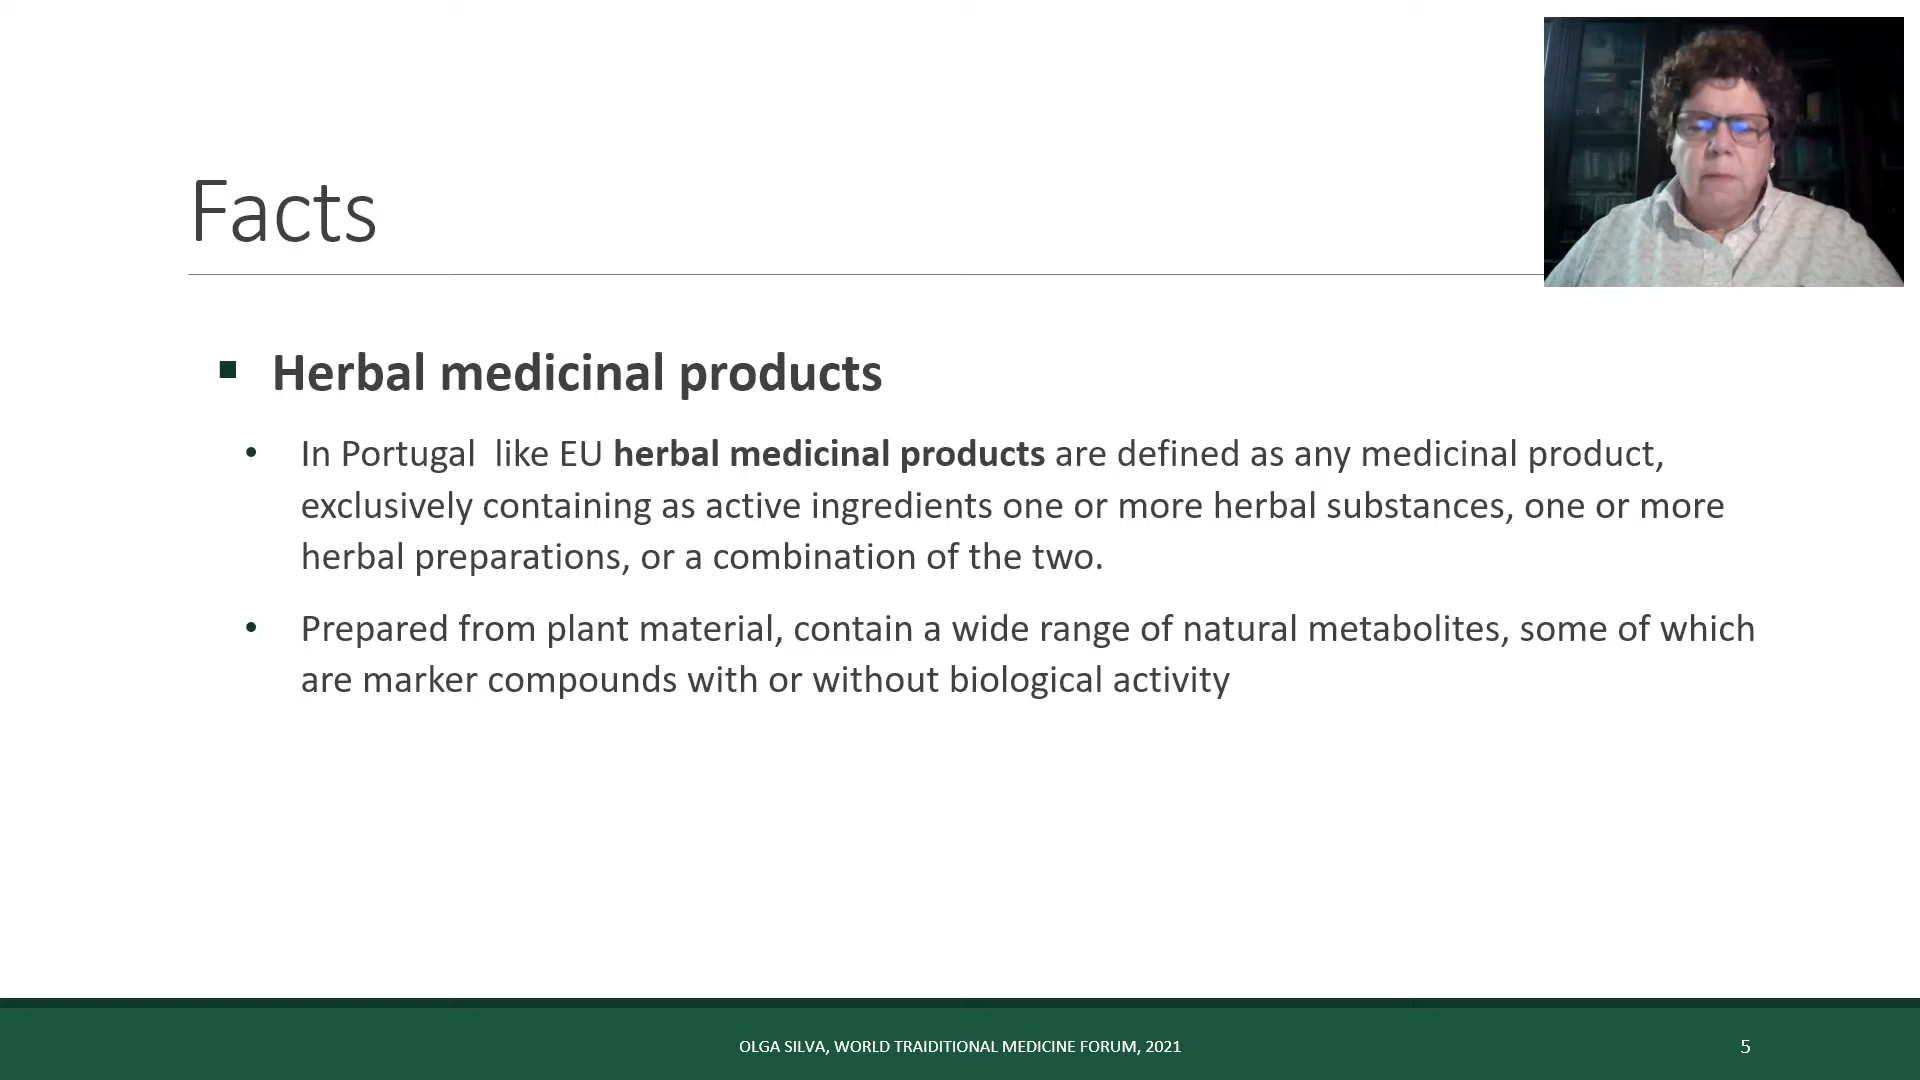 Facts
Herbal medicinal products
In Portugal like EU herbal medicinal products are defined as any medicinal product,
exclusively containing as active ingredients one or more herbal substances, one or more
herbal preparations, or a combination of the two.
Prepared from plant material, contain a wide range of natural metabolites, some of which
are marker compounds with or without biological activity
OLGA SILVA, WORLD TRAIDITIONAL MEDICINE FORUM, 2021
5